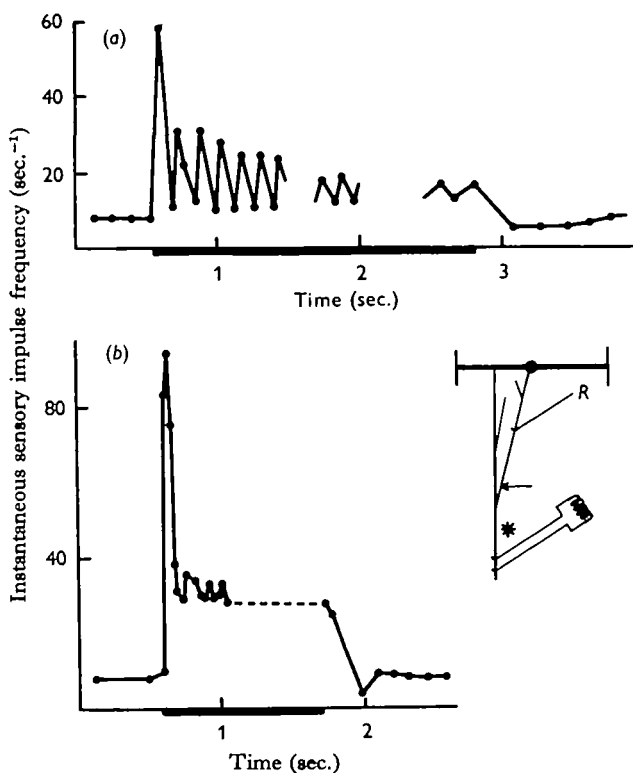 Instantaneous sensory impulse frequency (sec.⁻¹)
(a)
60
40
20
1
2
3
Time (sec.)
(b)
80
40
R
*
1
2
Time (sec.)